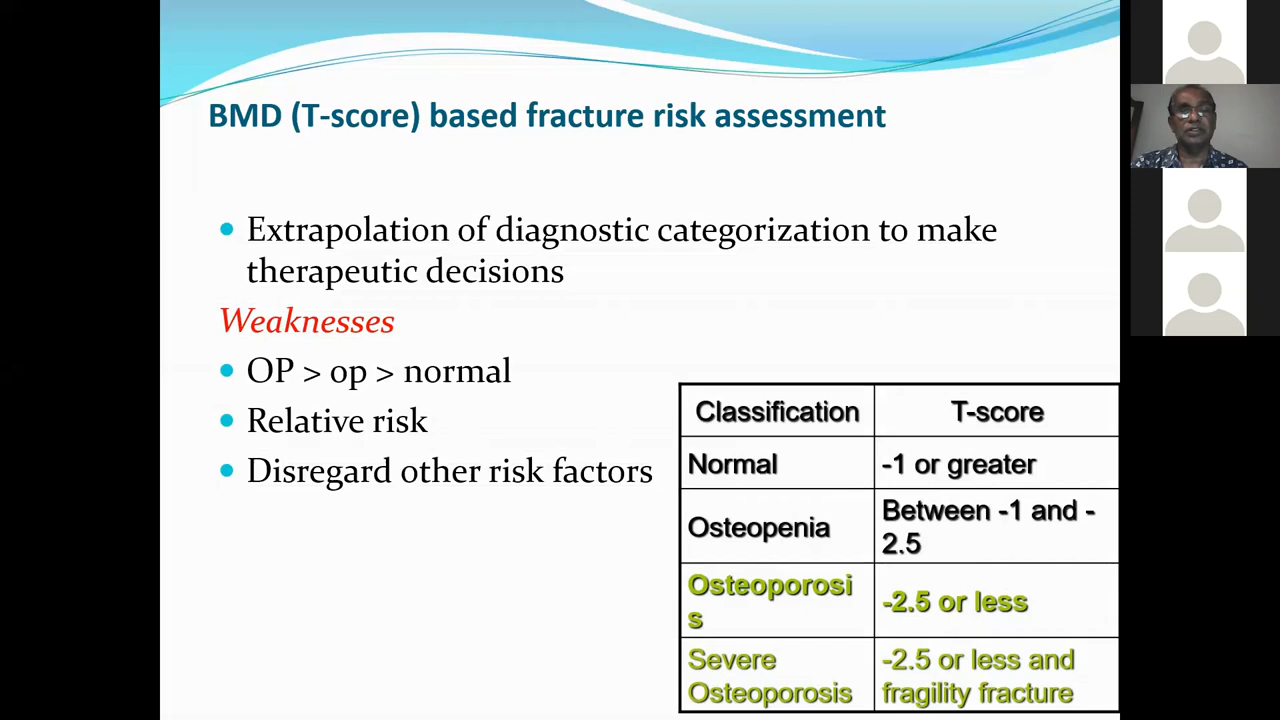 BMD (T-score) based fracture risk assessment
• Extrapolation of diagnostic categorization to make
therapeutic decisions
Weaknesses
• OP > op > normal
• Relative risk
• Disregard other risk factors
Classification T-score
Normal -1 or greater
Osteopenia Between -1 and -
2.5
Osteoporosi
s -2.5 or less
Severe -2.5 or less and
Osteoporosis fragility fracture